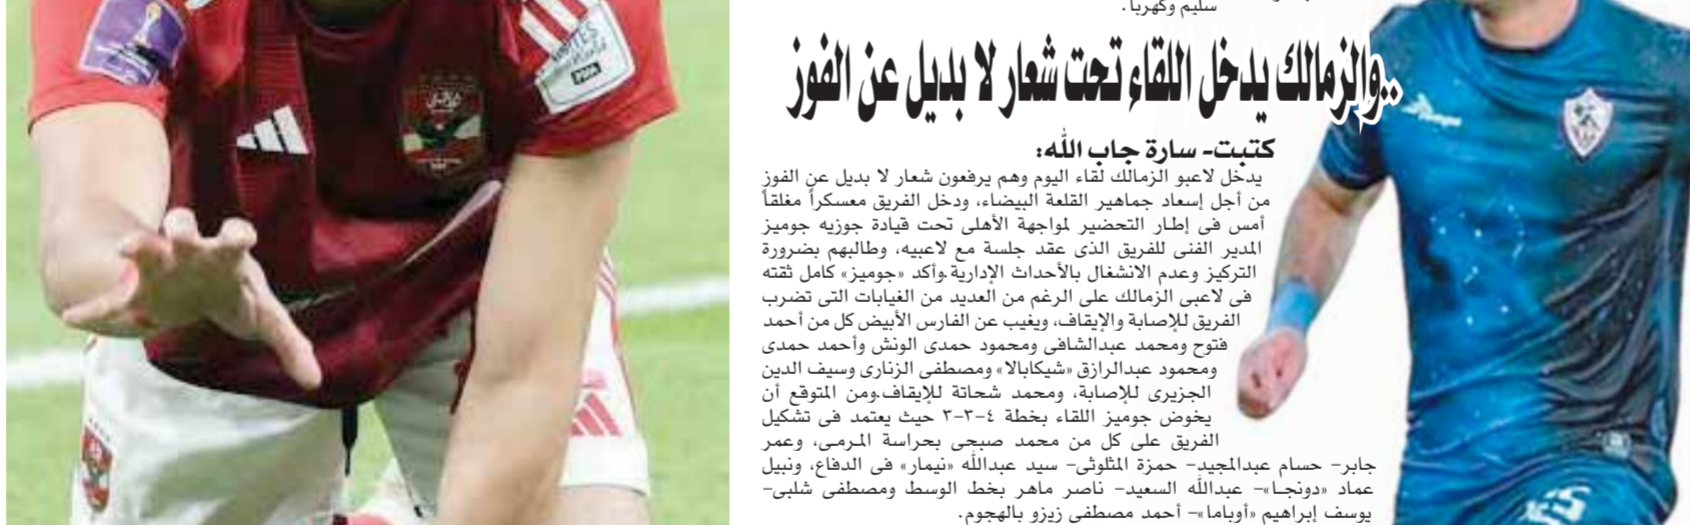 سليم وكهربا.
..والزمالك يدخل اللقاء تحت شعار لا بديل عن الفوز
كتبت- سارة جاب الله:
يدخل لاعبو الزمالك لقاء اليوم وهم يرفعون شعار لا بديل عن الفوز
من أجل إسعاد جماهير القلعة البيضاء، ودخل الفريق معسكراً مغلقاً
أمس فى إطار التحضير لمواجهة الأهلى تحت قيادة جوزيه جوميز
المدير الفنى للفريق الذى عقد جلسة مع لاعبيه، وطالبهم بضرورة
التركيز وعدم الانشغال بالأحداث الإدارية.وأكد «جوميز» كامل ثقته
فى لاعبى الزمالك على الرغم من العديد من الغيابات التى تضرب
الفريق للإصابة والإيقاف، ويغيب عن الفارس الأبيض كل من أحمد
فتوح ومحمد عبدالشافى ومحمود حمدى الونش وأحمد حمدى
ومحمود عبدالرازق «شيكابالا» ومصطفى الزنارى وسيف الدين
الجزيرى للإصابة، ومحمد شحاتة للإيقاف.ومن المتوقع أن
يخوض جوميز اللقاء بخطة ٤-٣-٣ حيث يعتمد فى تشكيل
الفريق على كل من محمد صبحى بحراسة المرمى، وعمر
جابر- حسام عبدالمجيد- حمزة المثلوثى- سيد عبدالله «نيمار» فى الدفاع، ونبيل
عماد «دونجا»- عبدالله السعيد- ناصر ماهر بخط الوسط ومصطفى شلبى-
يوسف إبراهيم «أوباما»- أحمد مصطفى زيزو بالهجوم.